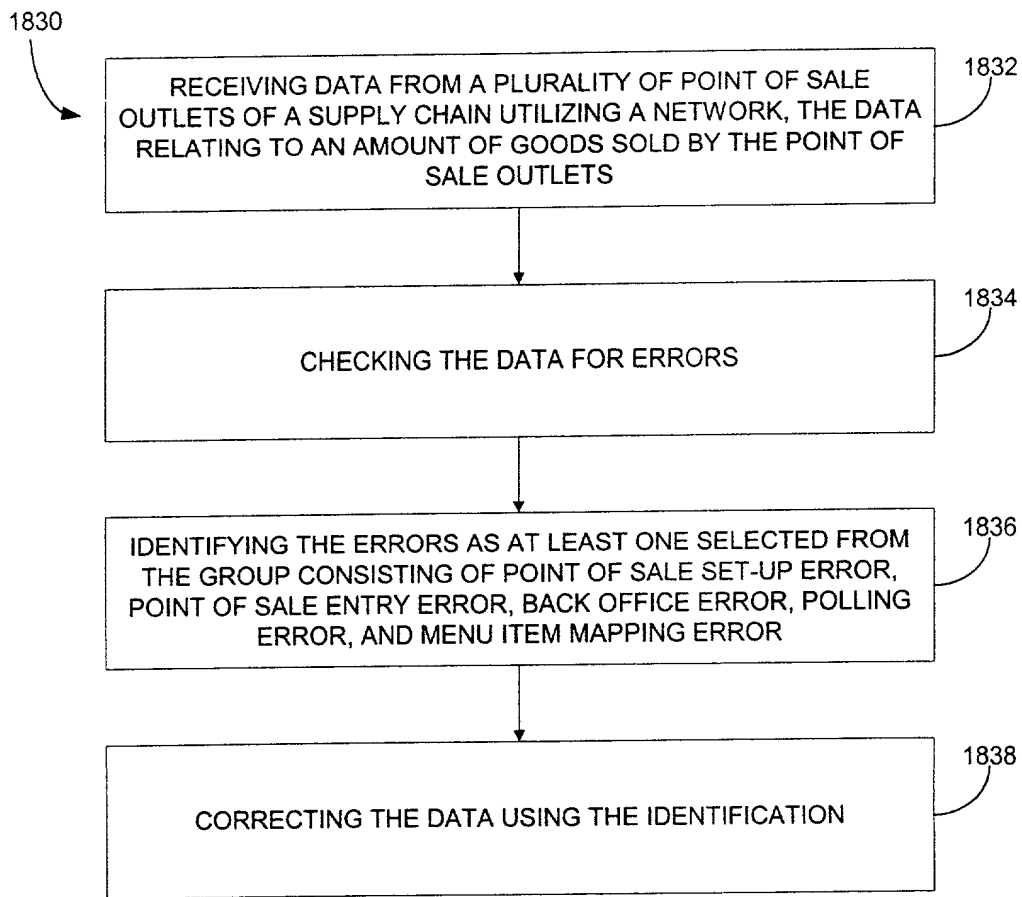 1830
1832
RECEIVING DATA FROM A PLURALITY OF POINT OF SALE
OUTLETS OF A SUPPLY CHAIN UTILIZING A NETWORK, THE DATA
RELATING TO AN AMOUNT OF GOODS SOLD BY THE POINT OF
SALE OUTLETS
1834
CHECKING THE DATA FOR ERRORS
1836
IDENTIFYING THE ERRORS AS AT LEAST ONE SELECTED FROM
THE GROUP CONSISTING OF POINT OF SALE SET-UP ERROR,
POINT OF SALE ENTRY ERROR, BACK OFFICE ERROR, POLLING
ERROR, AND MENU ITEM MAPPING ERROR
1838
CORRECTING THE DATA USING THE IDENTIFICATION